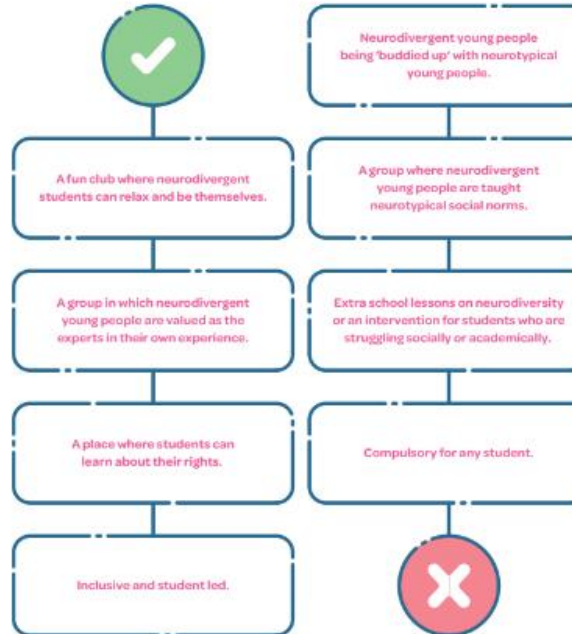 A fun club where neurodivergent
students can relax and be themselves.
A group in which neurodivergent
young people are valued as the
experts in their own experience.
A place where students can
learn about their rights.
Inclusive and student led.
Neurodivergent young people
being 'buddied up' with neurotypical
young people.
A group where neurodivergent
young people are taught
neurotypical social norms.
Extra school lessons on neurodiversity
or an intervention for students who are
struggling socially or academically.
Compulsory for any student.